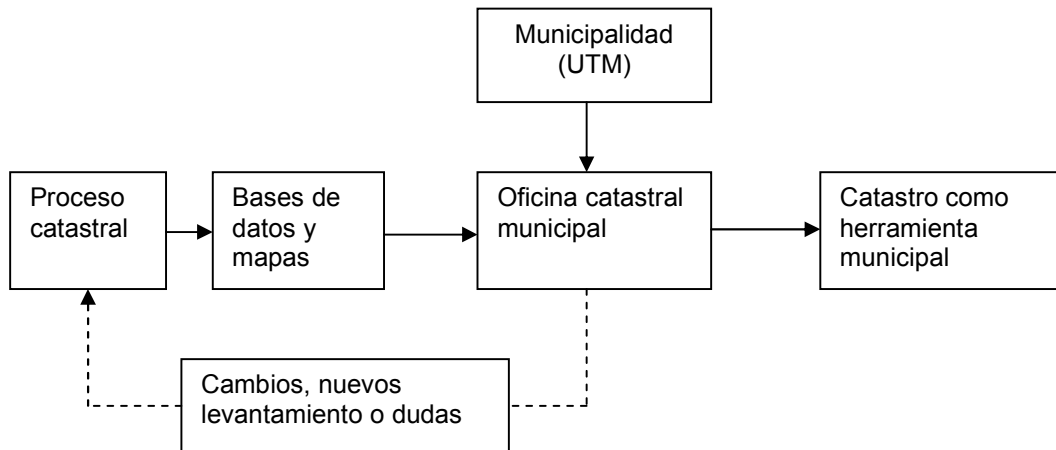 Municipalidad
(UTM)
Proceso
catastral
Bases de
datos y
mapas
Oficina catastral
municipal
Catastro como
herramienta
municipal
Cambios, nuevos
levantamiento o dudas